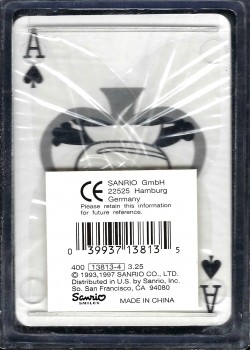 A
CE SANRIO GmbH
22525 Hamburg
Germany
Please retain this information
for future reference.
0 39937 13813 5
400 13813-4 3.25
© 1993,1997 SANRIO CO., LTD.
Distributed in U.S. by Sanrio, Inc.
So. San Francisco, CA 94080
Sanrio
SMILES
MADE IN CHINA
A